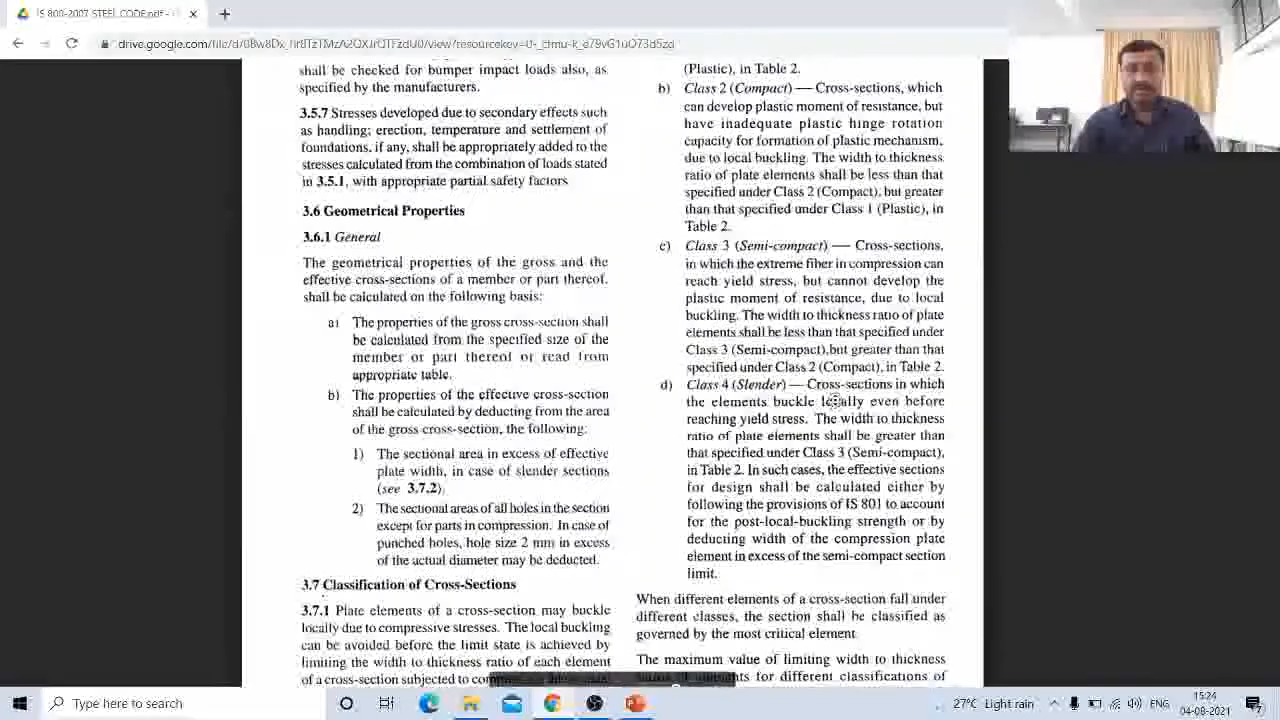 IS 800-2007 STEEL CODE.pdf -
shall be checked for bumper impact loads also, as
specified by the manufacturers.
3.5.7 Stresses developed due to secondary effects such
as handling; erection, temperature and settlement of
foundations, if any, shall be appropriately added to the
stresses calculated from the combination of loads stated
in 3.5.1, with appropriate partial safety factors
3.6 Geometrical Properties
3.6.1 General
The geometrical properties of the gross and the
effective cross-sections of a member or part thereof,
shall be calculated on the following basis:
a) The properties of the gross cross-section shall
be calculated from the specified size of the
member or part thereof or read from
appropriate table.
b) The properties of the effective cross-section
shall be calculated by deducting from the area
of the gross cross-section, the following:
1) The sectional area in excess of effective
plate width, in case of slender sections
(see 3.7.2)
2) The sectional areas of all holes in the section
except for parts in compression. In case of
punched holes, hole size 2 mm in excess
of the actual diameter may be deducted.
3.7 Classification of Cross-Sections
3.7.1 Plate elements of a cross-section may buckle
locally due to compressive stresses. The local buckling
can be avoided before the limit state is achieved by
limiting the width to thickness ratio of each element
of a cross-section subjected to
(Plastic), in Table 2.
b) Class 2 (Compact) — Cross-sections, which
can develop plastic moment of resistance, but
have inadequate plastic hinge rotation
capacity for formation of plastic mechanism,
due to local buckling. The width to thickness
ratio of plate elements shall be less than that
specified under Class 2 (Compact), but greater
than that specified under Class 1 (Plastic), in
Table 2.
c) Class 3 (Semi-compact) — Cross-sections,
in which the extreme fiber in compression can
reach yield stress, but cannot develop the
plastic moment of resistance, due to local
buckling. The width to thickness ratio of plate
elements shall be less than that specified under
Class 3 (Semi-compact),but greater than that
specified under Class 2 (Compact), in Table 2.
d) Class 4 (Slender) — Cross-sections in which
the elements buckle locally even before
reaching yield stress. The width to thickness
ratio of plate elements shall be greater than
that specified under Class 3 (Semi-compact),
in Table 2. In such cases, the effective sections
for design shall be calculated either by
following the provisions of IS 801 to account
for the post-local-buckling strength or by
deducting width of the compression plate
element in excess of the semi-compact section
limit.
When different elements of a cross-section fall under
different classes, the section shall be classified as
governed by the most critical element
The maximum value of limiting width to thickness
for different classifications of
Type here to search
27°C Light rain
ENG
15:24
04-08-2021